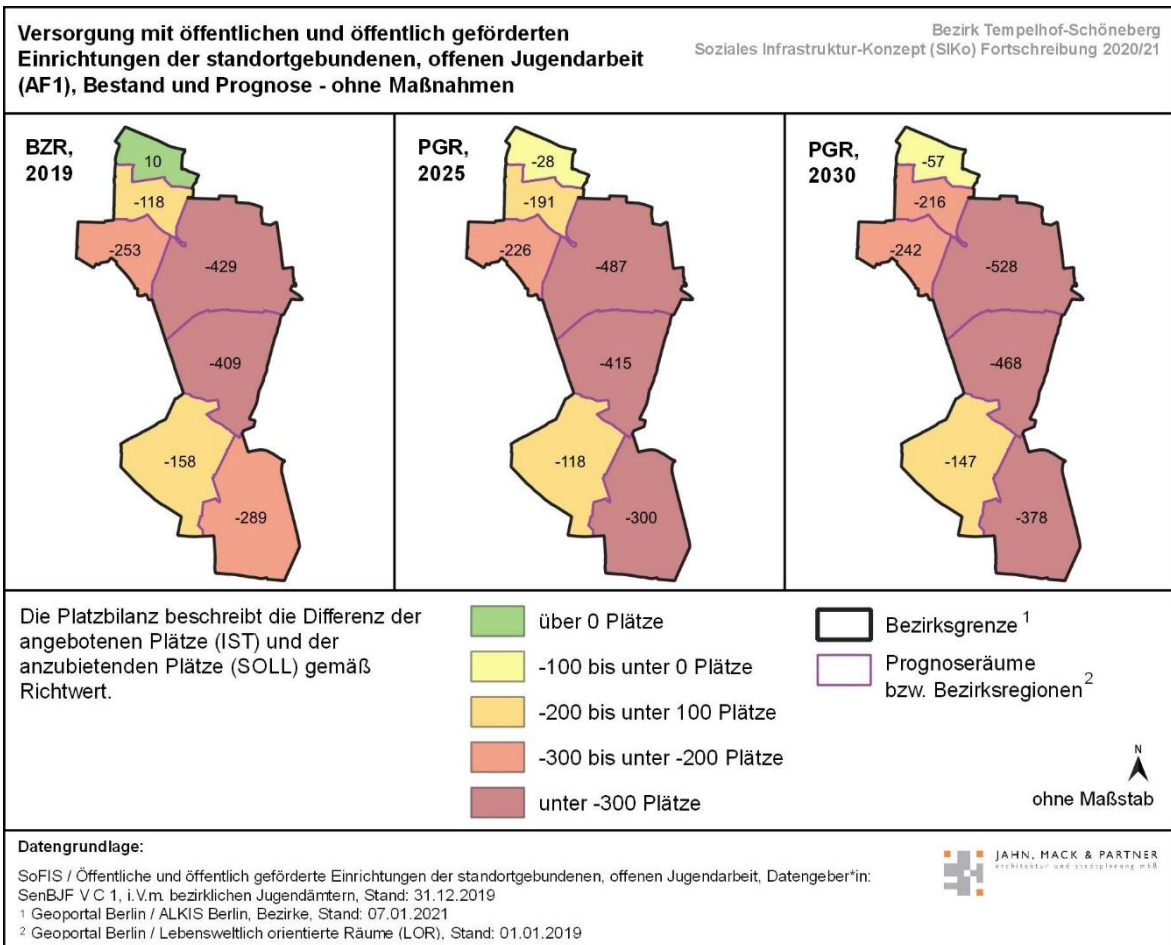 Versorgung mit öffentlichen und öffentlich geförderten
Einrichtungen der standortgebundenen, offenen Jugendarbeit
(AF1), Bestand und Prognose - ohne Maßnahmen
Bezirk Tempelhof-Schöneberg
Soziales Infrastruktur-Konzept (SIKo) Fortschreibung 2020/21
BZR,
2019
10
-118
-253
-429
-409
-158
-289
PGR,
2025
-28
-191
-226
-487
-415
-118
-300
PGR,
2030
-57
-216
-242
-528
-468
-147
-378
Die Platzbilanz beschreibt die Differenz der
angebotenen Plätze (IST) und der
anzubietenden Plätze (SOLL) gemäß
Richtwert.
über 0 Plätze
-100 bis unter 0 Plätze
-200 bis unter 100 Plätze
-300 bis unter -200 Plätze
unter -300 Plätze
Bezirksgrenze 1
Prognoseräume
bzw. Bezirksregionen 2
N
ohne Maßstab
Datengrundlage:
SoFIS / Öffentliche und öffentlich geförderte Einrichtungen der standortgebundenen, offenen Jugendarbeit, Datengeber*in:
SenBJF V C 1, i.V.m. bezirklichen Jugendämtern, Stand: 31.12.2019
1 Geoportal Berlin / ALKIS Berlin, Bezirke, Stand: 07.01.2021
2 Geoportal Berlin / Lebensweltlich orientierte Räume (LOR), Stand: 01.01.2019
JAHN, MACK & PARTNER
architektur und stadtplanung mbB